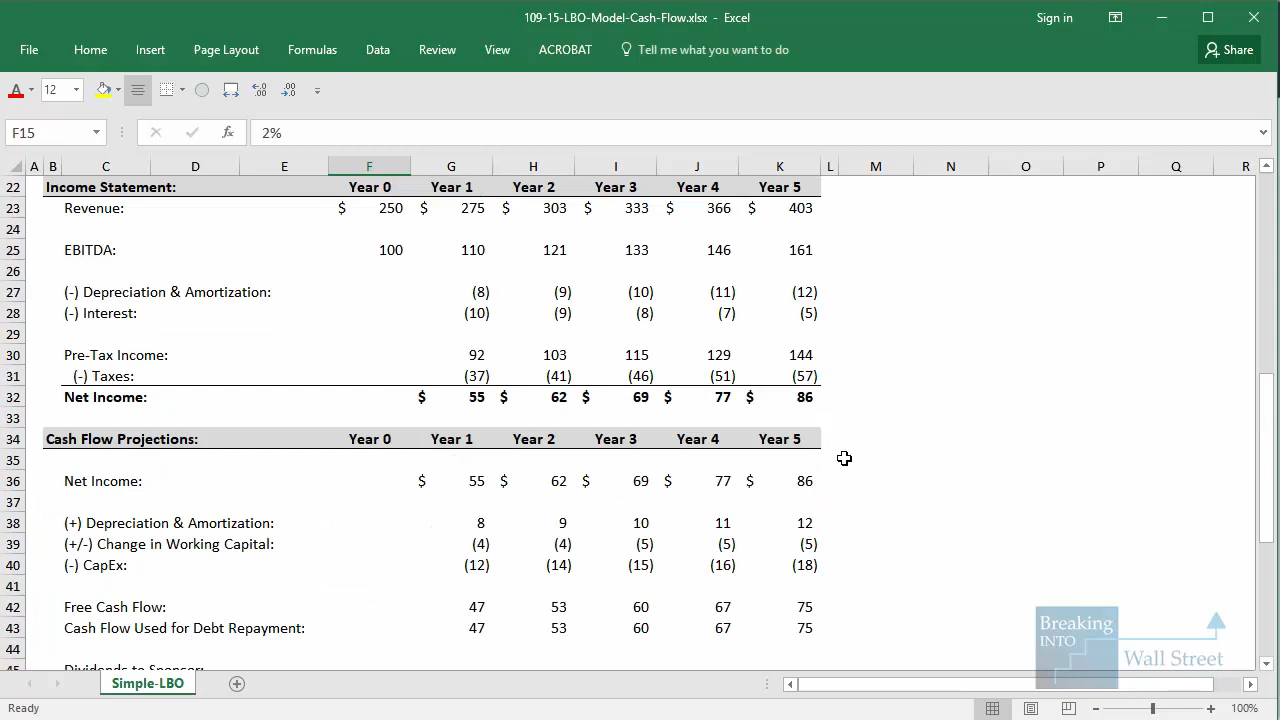 109-15-LBO-Model-Cash-Flow.xlsx - Excel
Sign in
File Home Insert Page Layout Formulas Data Review View ACROBAT Tell me what you want to do Share
A 12 ←.0 .00 .00 →.0
F15 fx 2%
A B C D E F G H I J K L M N O P Q R
22 Income Statement: Year 0 Year 1 Year 2 Year 3 Year 4 Year 5
23 Revenue: $ 250 $ 275 $ 303 $ 333 $ 366 $ 403
24
25 EBITDA: 100 110 121 133 146 161
26
27 (-) Depreciation & Amortization: (8) (9) (10) (11) (12)
28 (-) Interest: (10) (9) (8) (7) (5)
29
30 Pre-Tax Income: 92 103 115 129 144
31 (-) Taxes: (37) (41) (46) (51) (57)
32 Net Income: $ 55 $ 62 $ 69 $ 77 $ 86
33
34 Cash Flow Projections: Year 0 Year 1 Year 2 Year 3 Year 4 Year 5
35
36 Net Income: $ 55 $ 62 $ 69 $ 77 $ 86
37
38 (+) Depreciation & Amortization: 8 9 10 11 12
39 (+/-) Change in Working Capital: (4) (4) (5) (5) (5)
40 (-) CapEx: (12) (14) (15) (16) (18)
41
42 Free Cash Flow: 47 53 60 67 75
43 Cash Flow Used for Debt Repayment: 47 53 60 67 75
44
45 Dividends to Sponsor:
Breaking
INTO
Wall Street
Simple-LBO
Ready 100%